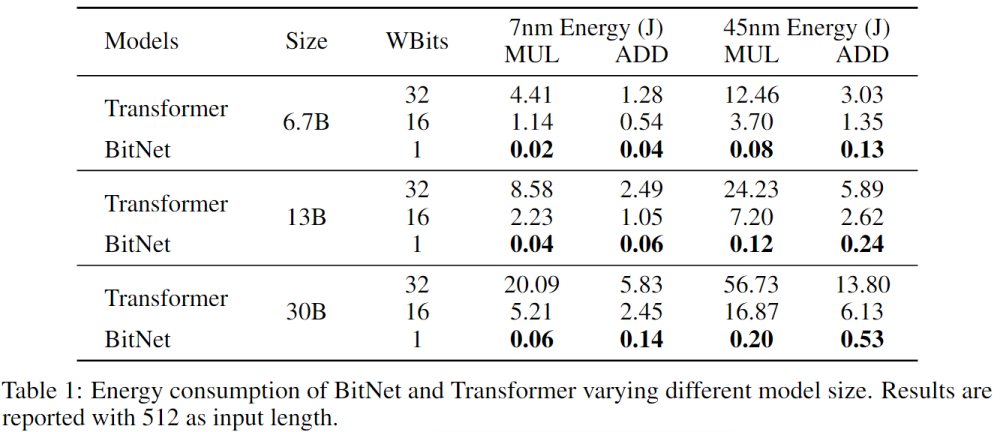 Models Size WBits 7nm Energy (J) 45nm Energy (J)
MUL ADD MUL ADD
Transformer 6.7B 32 4.41 1.28 12.46 3.03
16 1.14 0.54 3.70 1.35
BitNet 1 0.02 0.04 0.08 0.13
Transformer 13B 32 8.58 2.49 24.23 5.89
16 2.23 1.05 7.20 2.62
BitNet 1 0.04 0.06 0.12 0.24
Transformer 30B 32 20.09 5.83 56.73 13.80
16 5.21 2.45 16.87 6.13
BitNet 1 0.06 0.14 0.20 0.53
Table 1: Energy consumption of BitNet and Transformer varying different model size. Results are
reported with 512 as input length.